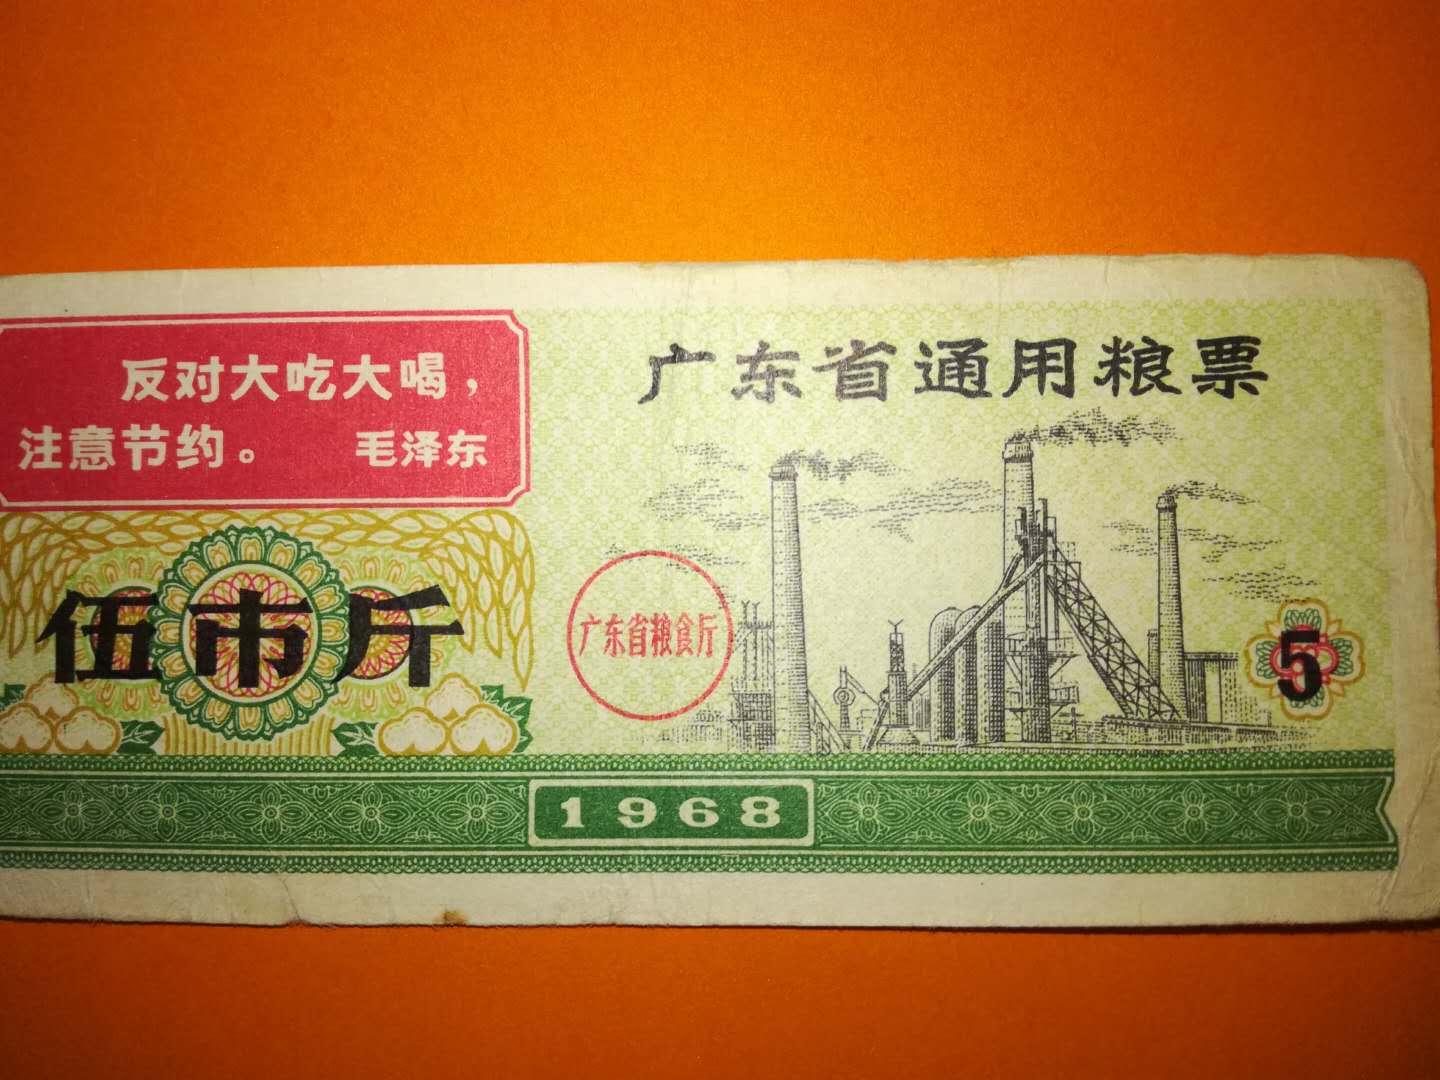 反对大吃大喝，
注意节约。 毛泽东
广东省通用粮票
伍市斤
广东省粮食厅
5
1968